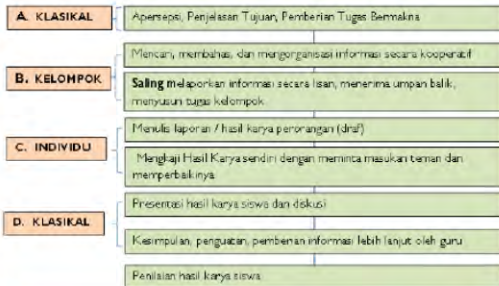 A. KLASIKAL
Apersepsi, Penjelasan Tujuan, Pemberian Tugas Bermakna
B. KELOMPOK
Mencari, membahas, dan mengorganisasi informasi secara kooperatif
Saling melaporkan informasi secara lisan, menerima umpan balik,
menyusun tugas kelompok
C. INDIVIDU
Menulis laporan / hasil karya perorangan (draf)
Mengkaji Hasil Karya sendiri dengan meminta masukan teman dan
memperbaikinya
D. KLASIKAL
Presentasi hasil karya siswa dan diskusi
Kesimpulan, penguatan, pemberian informasi lebih lanjut oleh guru
Penilaian hasil karya siswa